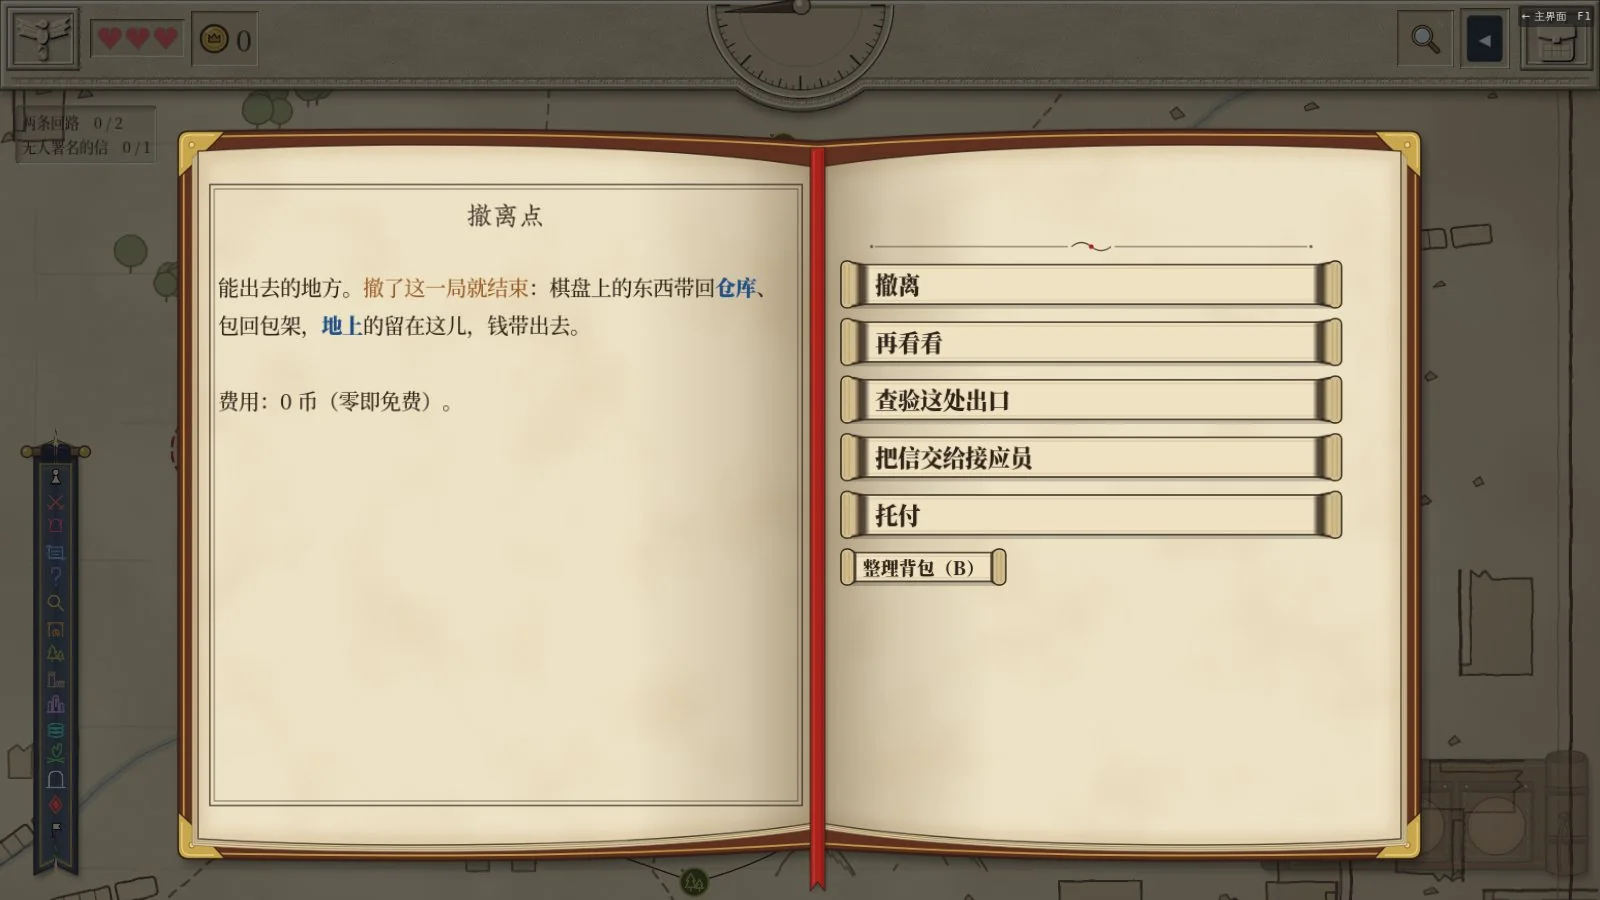 ← 主界面 F1
0
两条回路 0/2
无人署名的信 0/1
撤离点
能出去的地方。撤了这一局就结束：棋盘上的东西带回仓库、
包回包架，地上的留在这儿，钱带出去。
费用：0 币（零即免费）。
撤离
再看看
查验这处出口
把信交给接应员
托付
整理背包（B）